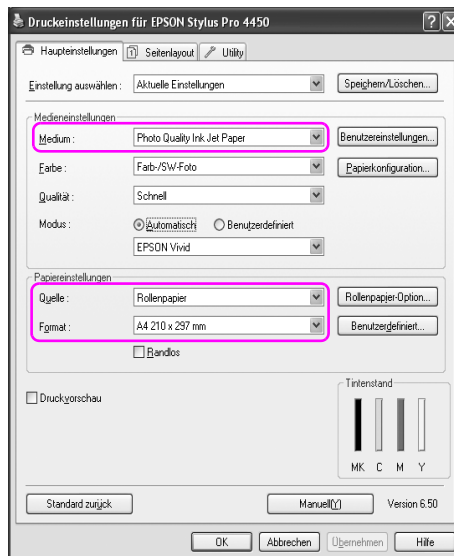 Druckeinstellungen für EPSON Stylus Pro 4450
Haupteinstellungen Seitenlayout Utility
Einstellung auswählen : Aktuelle Einstellungen Speichern/Löschen...
Medieneinstellungen
Medium : Photo Quality Ink Jet Paper Benutzereinstellungen...
Farbe : Farb-/SW-Foto Papierkonfiguration...
Qualität : Schnell
Modus : Automatisch Benutzerdefiniert
EPSON Vivid
Papiereinstellungen
Quelle : Rollenpapier Rollenpapier-Option...
Format : A4 210 x 297 mm Benutzerdefiniert...
Randlos
Druckvorschau
Tintenstand
MK C M Y
Standard zurück Manuell(Y) Version 6.50
OK Abbrechen Übernehmen Hilfe